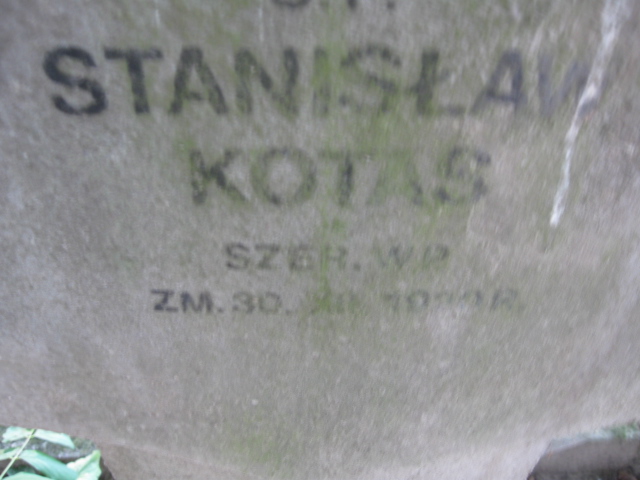 Ś.P.
STANISŁAW
KOTAS
SZER. WP
ZM. 30.